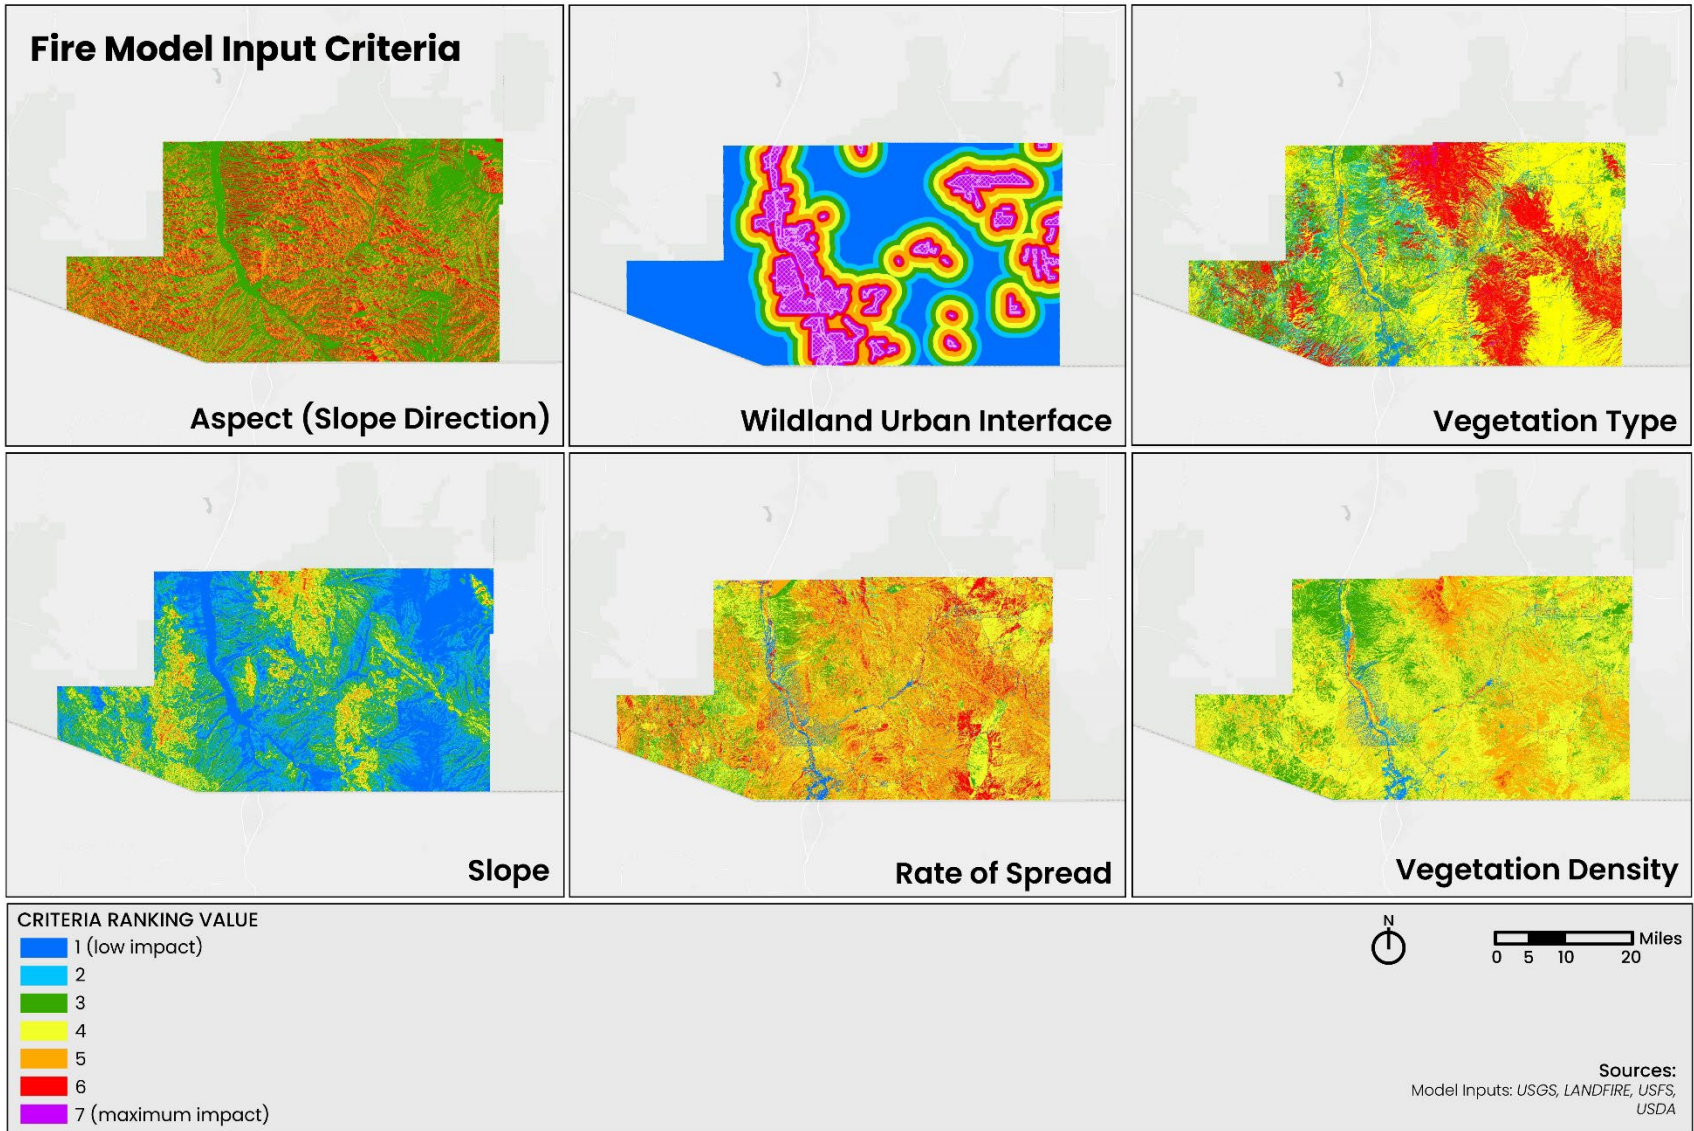 Fire Model Input Criteria
Aspect (Slope Direction)
Wildland Urban Interface
Vegetation Type
Slope
Rate of Spread
Vegetation Density
CRITERIA RANKING VALUE
1 (low impact)
2
3
4
5
6
7 (maximum impact)
N
Miles
0 5 10 20
Sources:
Model Inputs: USGS, LANDFIRE, USFS,
USDA